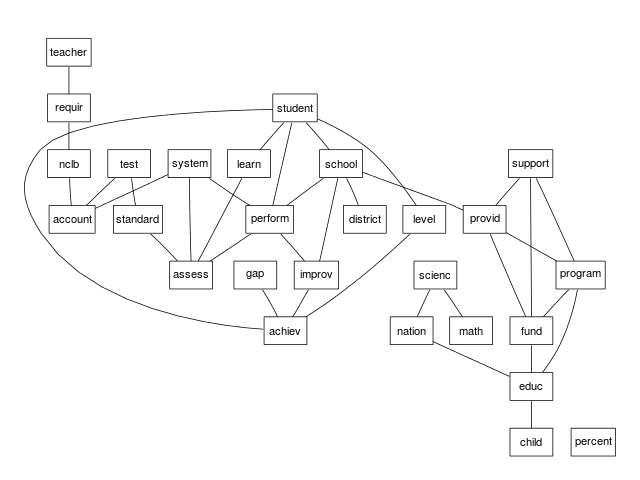 teacher
requir
student
nclb
test
system
learn
school
support
account
standard
perform
district
level
provid
assess
gap
improv
scienc
program
achiev
nation
math
fund
educ
child
percent